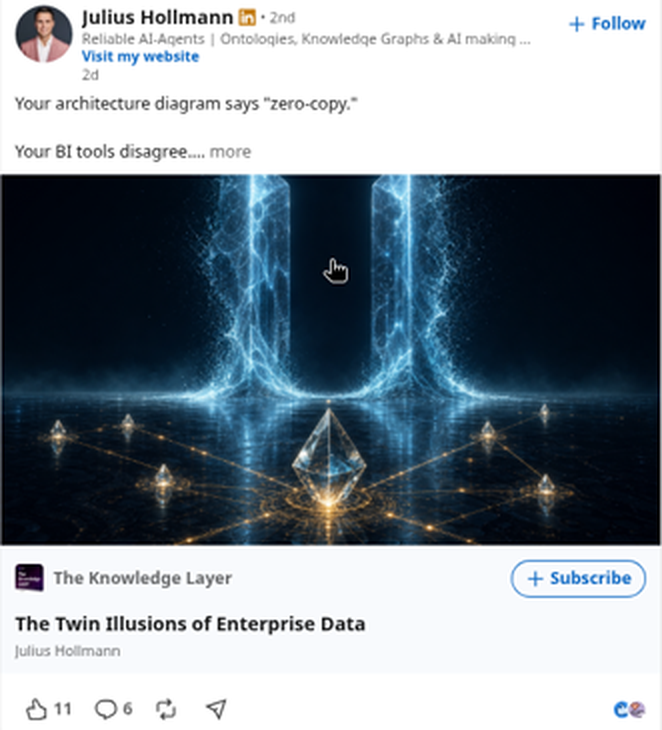 Julius Hollmann in • 2nd
+ Follow
Reliable AI-Agents | Ontologies, Knowledge Graphs & AI making ...
Visit my website
2d
Your architecture diagram says "zero-copy."
Your BI tools disagree.... more
The Knowledge Layer
+ Subscribe
The Twin Illusions of Enterprise Data
Julius Hollmann
11
6